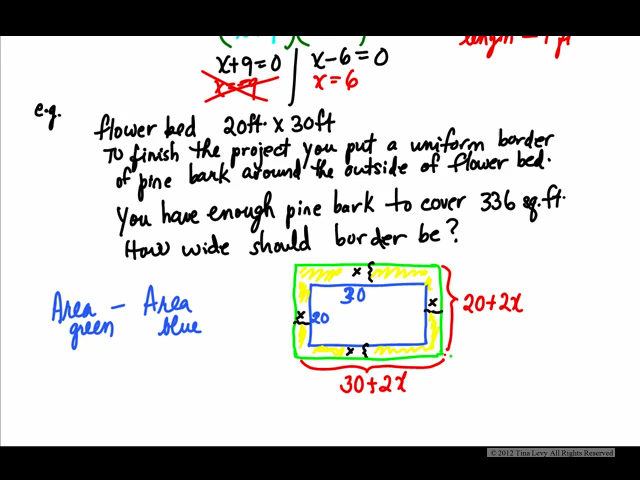 x+9=0 x-6=0
x=-9 x=6
e.g.
flower bed 20ft. x 30ft
To finish the project you put a uniform border
of pine bark around the outside of flower bed.
You have enough pine bark to cover 336 sq.ft.
How wide should border be?
Area green - Area blue
x
30
x
x
20
20+2x
x
30+2x
© 2012 Tina Levy All Rights Reserved